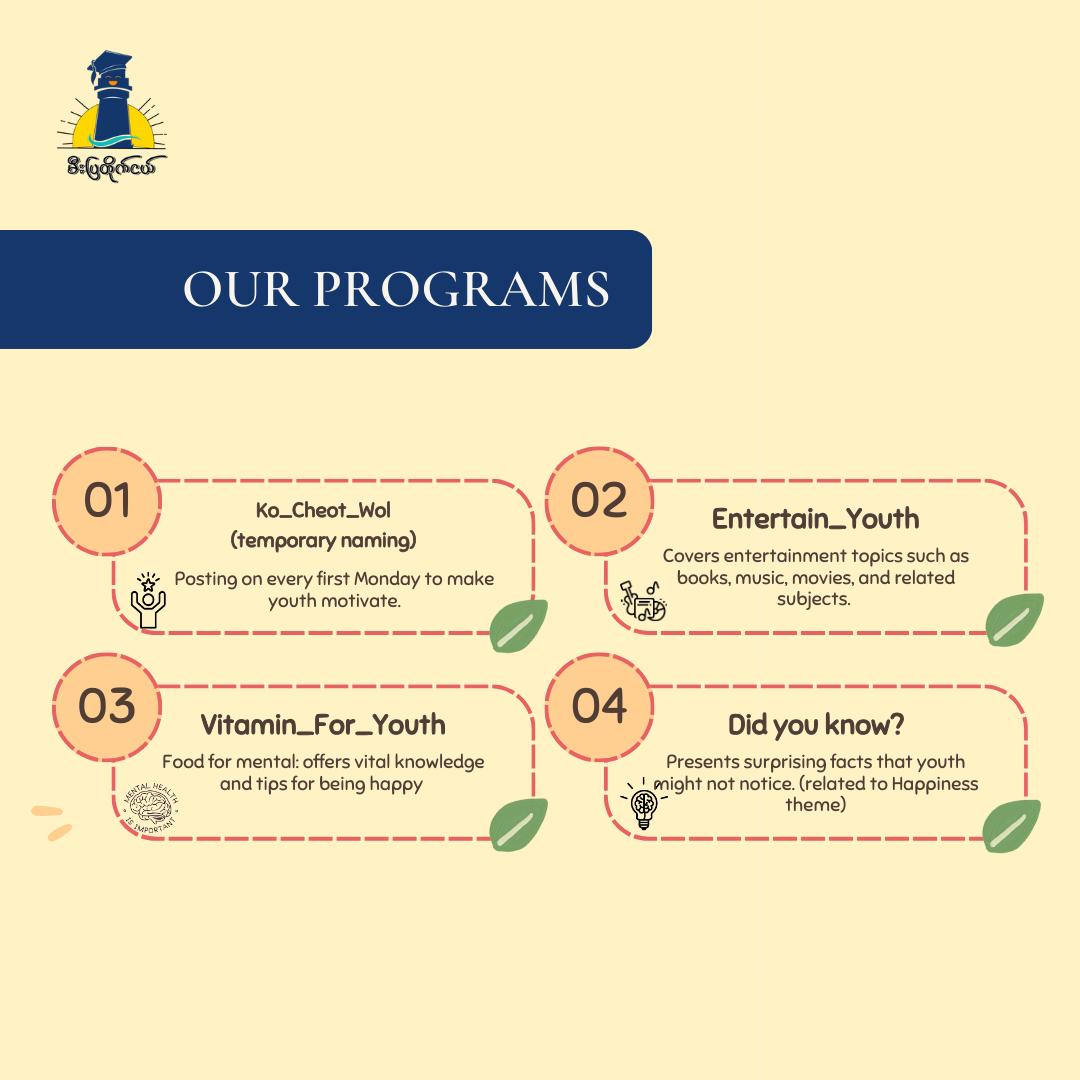 မီးပြတိုက်ငယ်
OUR PROGRAMS
01
Ko_Cheot_Wol
(temporary naming)
Posting on every first Monday to make
youth motivate.
02
Entertain_Youth
Covers entertainment topics such as
books, music, movies, and related
subjects.
03
Vitamin_For_Youth
Food for mental: offers vital knowledge
and tips for being happy
MENTAL HEALTH
IS IMPORTANT
04
Did you know?
Presents surprising facts that youth
might not notice. (related to Happiness
theme)